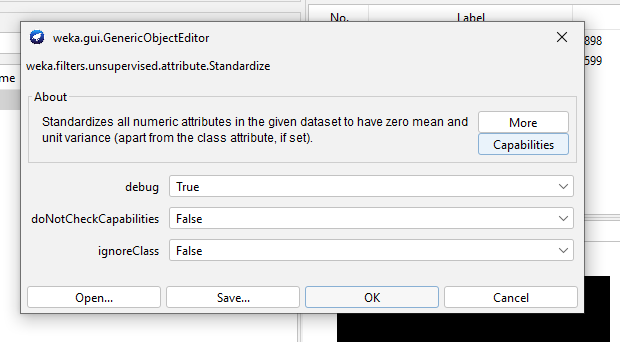 No.
Label
weka.gui.GenericObjectEditor
898
weka.filters.unsupervised.attribute.Standardize
599
me
About
Standardizes all numeric attributes in the given dataset to have zero mean and
unit variance (apart from the class attribute, if set).
More
Capabilities
debug
True
doNotCheckCapabilities
False
ignoreClass
False
Open...
Save...
OK
Cancel